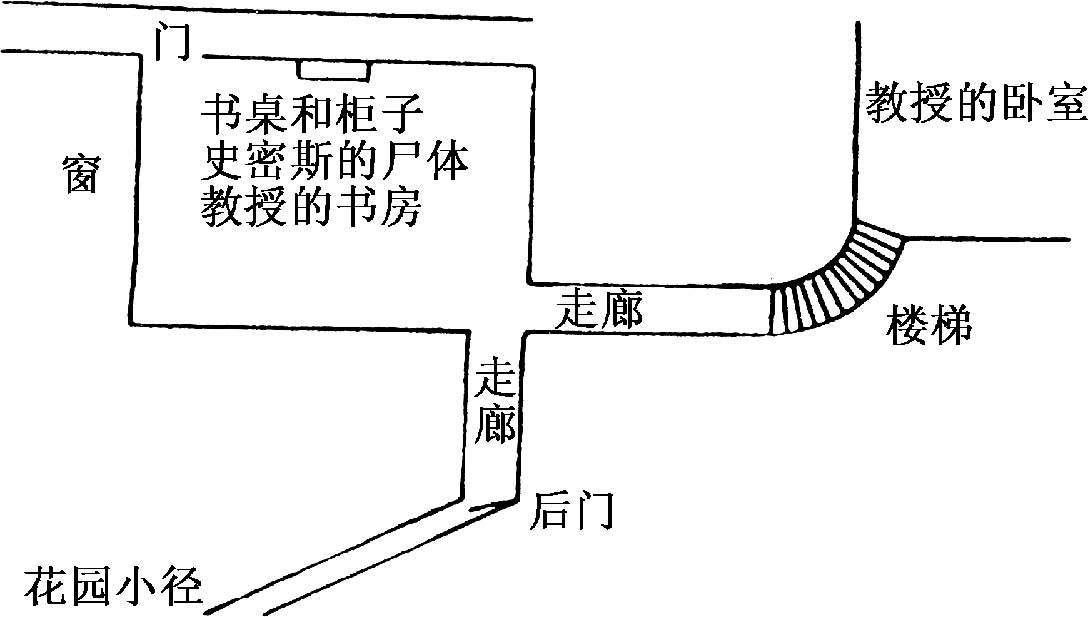 门
教授的卧室
书桌和柜子
史密斯的尸体
教授的书房
窗
走廊
楼梯
走廊
后门
花园小径